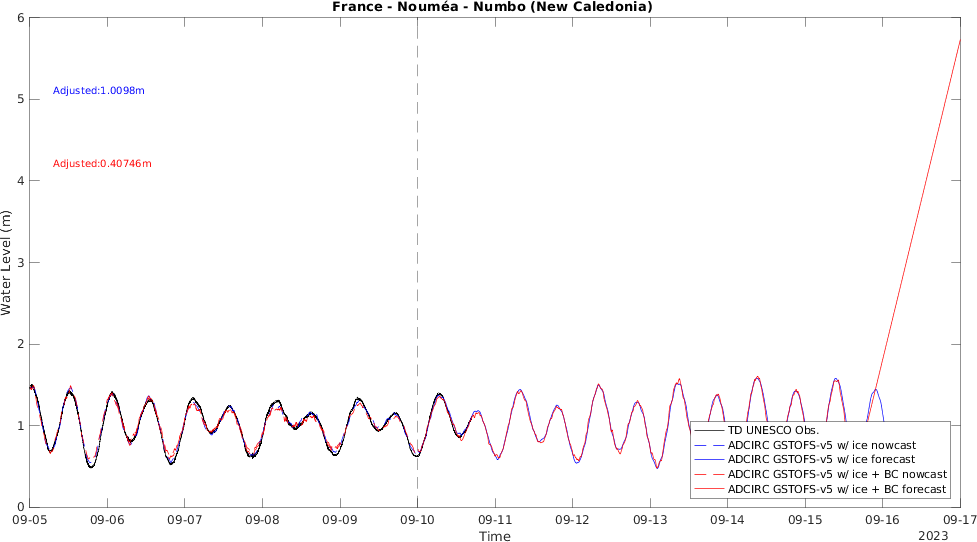 France - Nouméa - Numbo (New Caledonia)
6
5
4
3
2
1
0
Water Level (m)
Adjusted:1.0098m
Adjusted:0.40746m
TD UNESCO Obs.
ADCIRC GSTOFS-v5 w/ ice nowcast
ADCIRC GSTOFS-v5 w/ ice forecast
ADCIRC GSTOFS-v5 w/ ice + BC nowcast
ADCIRC GSTOFS-v5 w/ ice + BC forecast
09-05 09-06 09-07 09-08 09-09 09-10 09-11 09-12 09-13 09-14 09-15 09-16 09-17
Time
2023